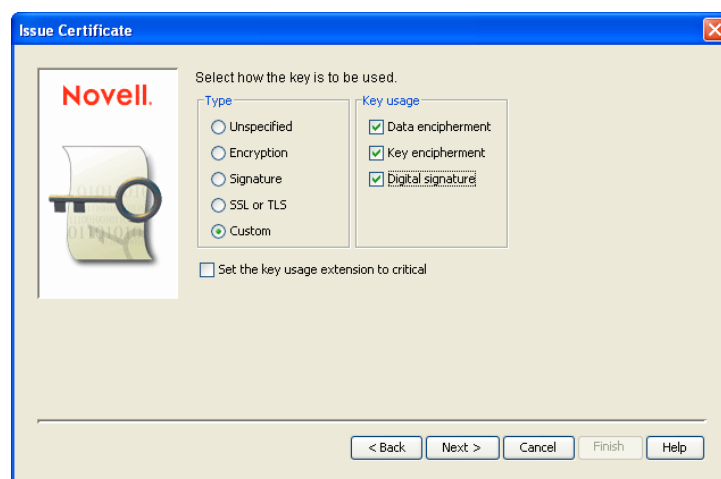 Issue Certificate
Novell.
Select how the key is to be used.
Type
Unspecified
Encryption
Signature
SSL or TLS
Custom
Key usage
Data encipherment
Key encipherment
Digital signature
Set the key usage extension to critical
< Back
Next >
Cancel
Finish
Help